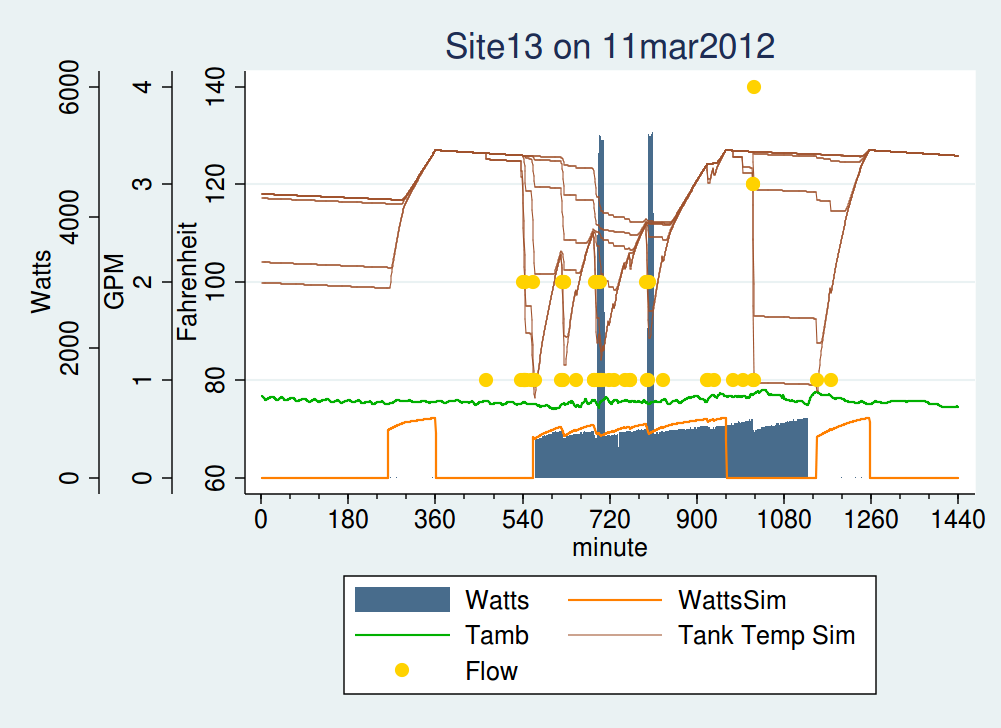 Site13 on 11mar2012
Watts
0 2000 4000 6000
GPM
0 1 2 3 4
Fahrenheit
60 80 100 120 140
0 180 360 540 720 900 1080 1260 1440
minute
Watts WattsSim
Tamb Tank Temp Sim
Flow